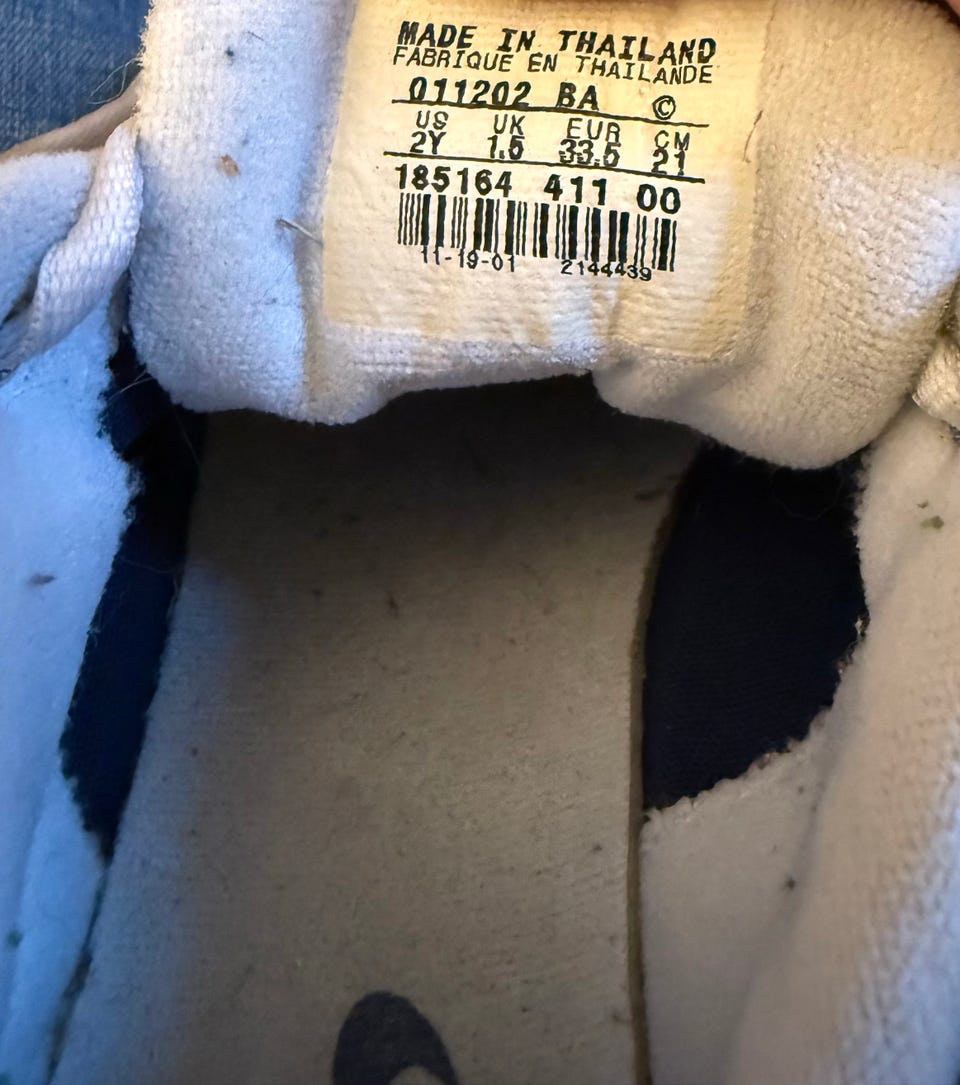 MADE IN THAILAND
FABRIQUE EN THAILANDE
011202 BA ©
US UK EUR CM
2Y 1.5 33.5 21
185164 411 00
11-19-01 2144439